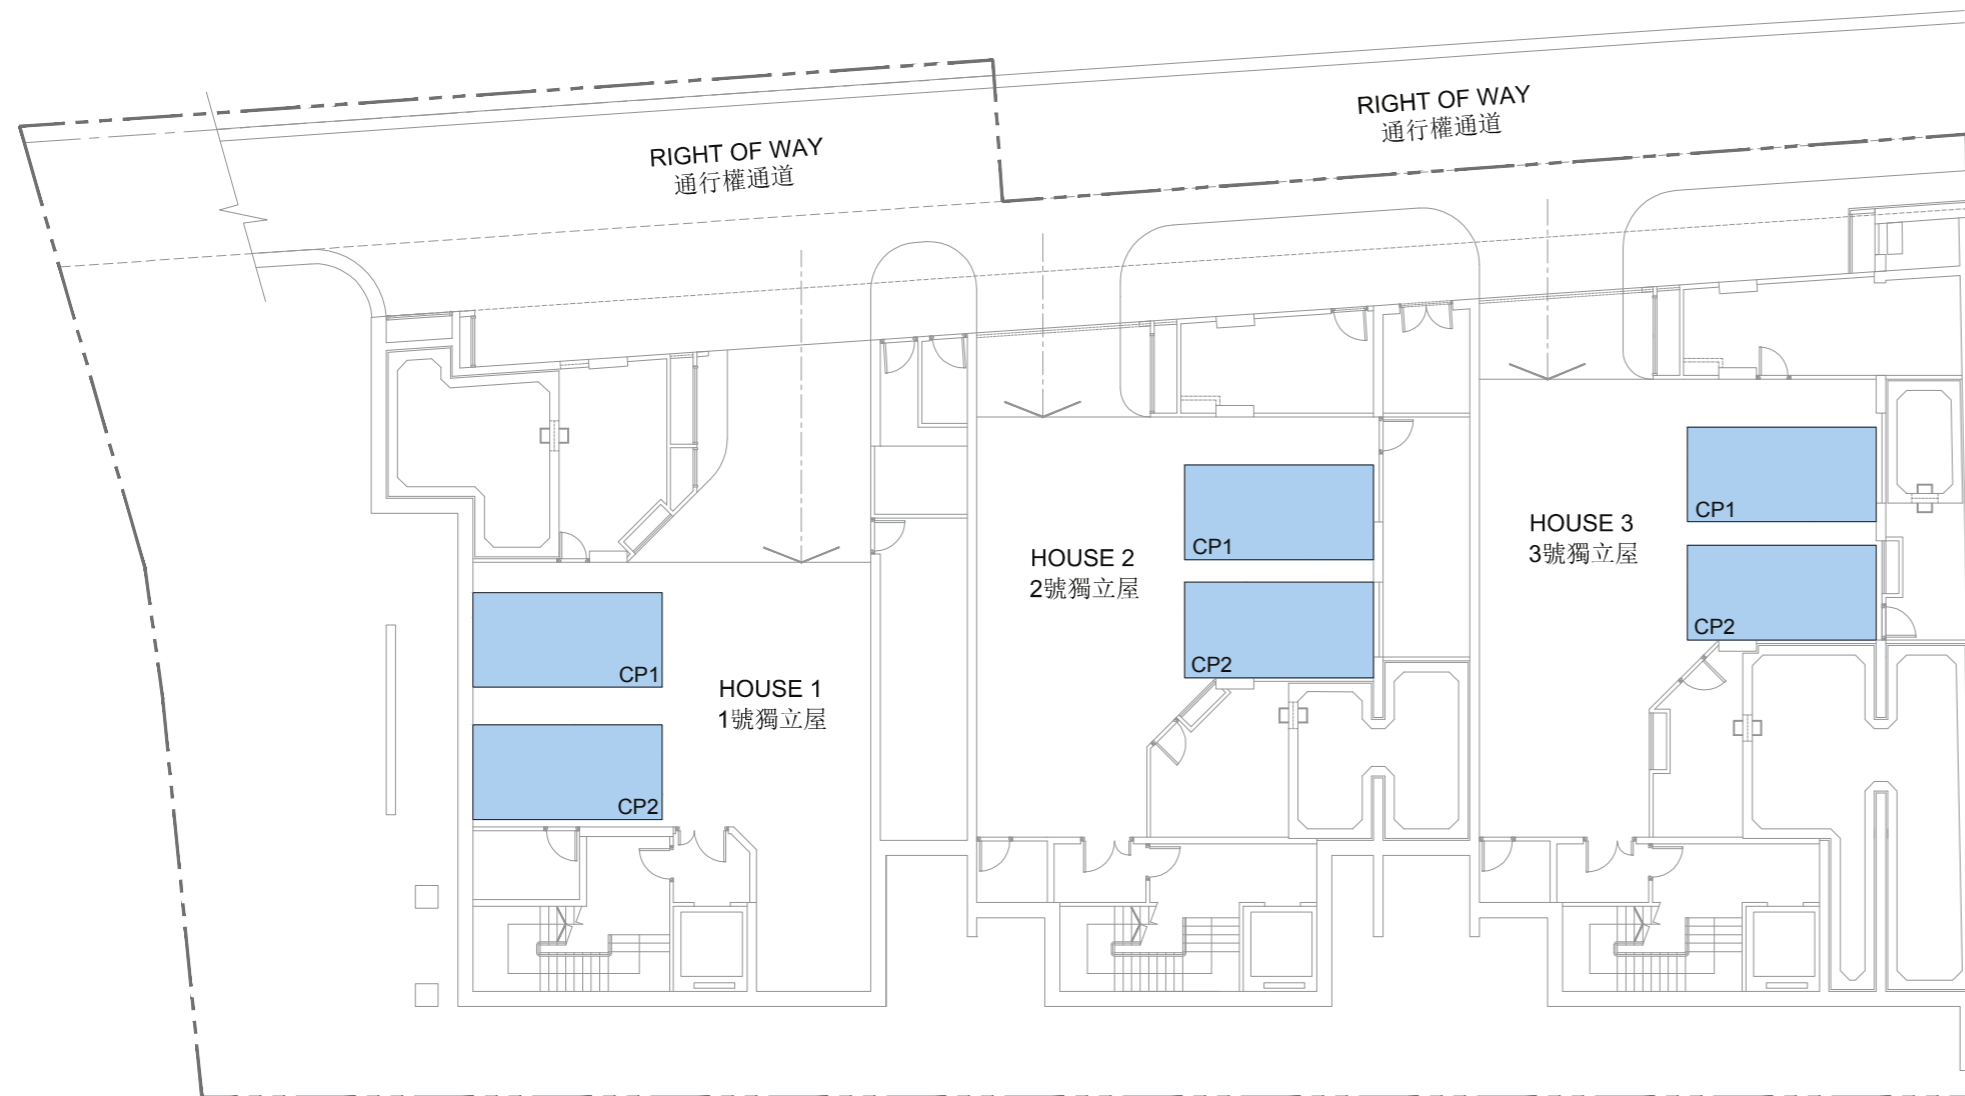 RIGHT OF WAY
通行權通道
RIGHT OF WAY
通行權通道
HOUSE 1
1號獨立屋
CP1
CP2
HOUSE 2
2號獨立屋
CP1
CP2
HOUSE 3
3號獨立屋
CP1
CP2